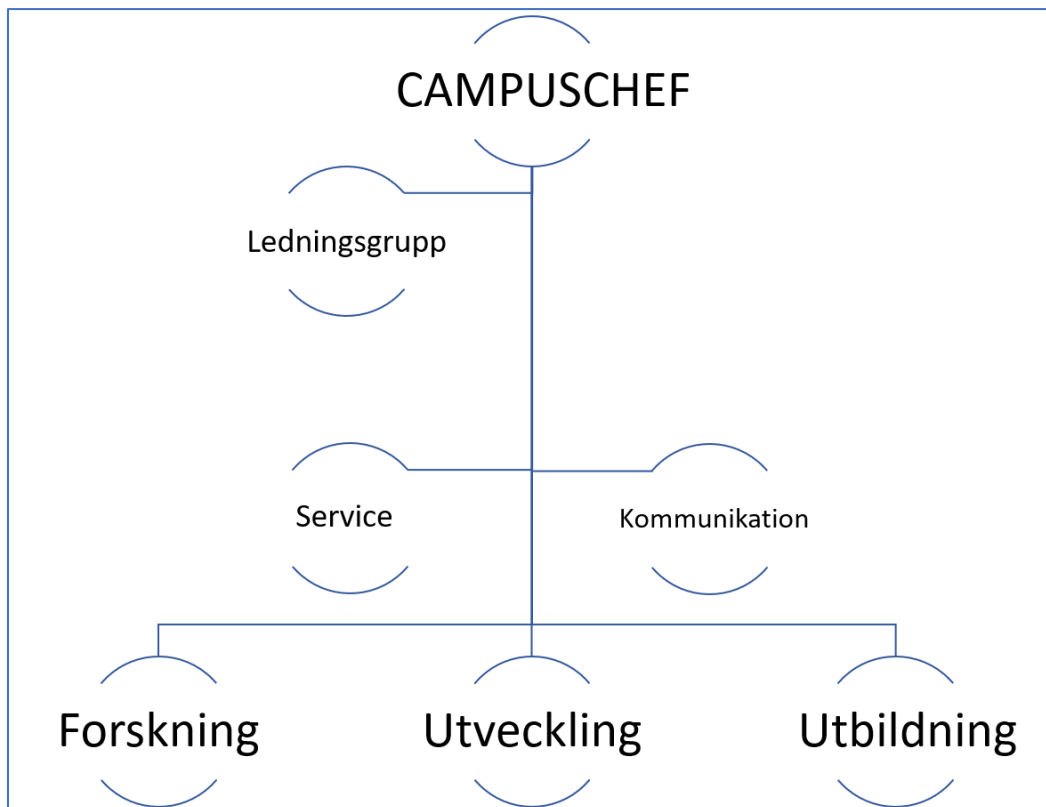 CAMPUSCHEF
Ledningsgrupp
Service
Kommunikation
Forskning
Utveckling
Utbildning